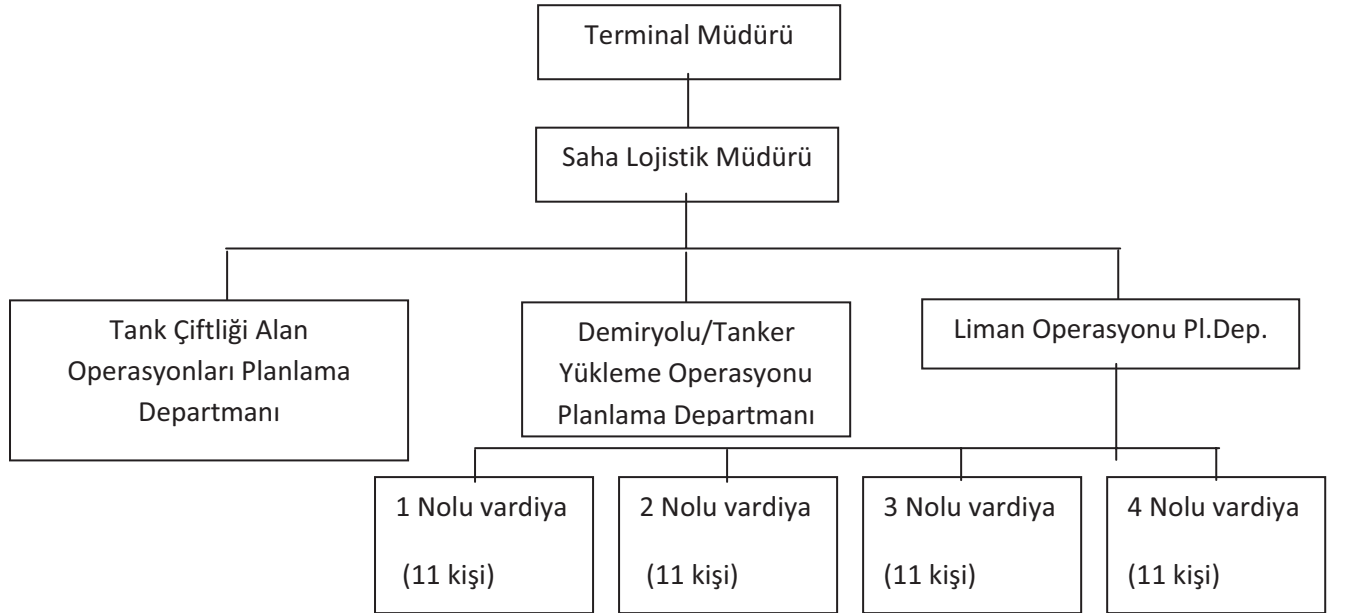 Terminal Müdürü
Saha Lojistik Müdürü
Tank Çiftliği Alan
Operasyonları Planlama
Departmanı
Demiryolu/Tanker
Yükleme Operasyonu
Planlama Departmanı
Liman Operasyonu Pl.Dep.
1 Nolu vardiya
(11 kişi)
2 Nolu vardiya
(11 kişi)
3 Nolu vardiya
(11 kişi)
4 Nolu vardiya
(11 kişi)